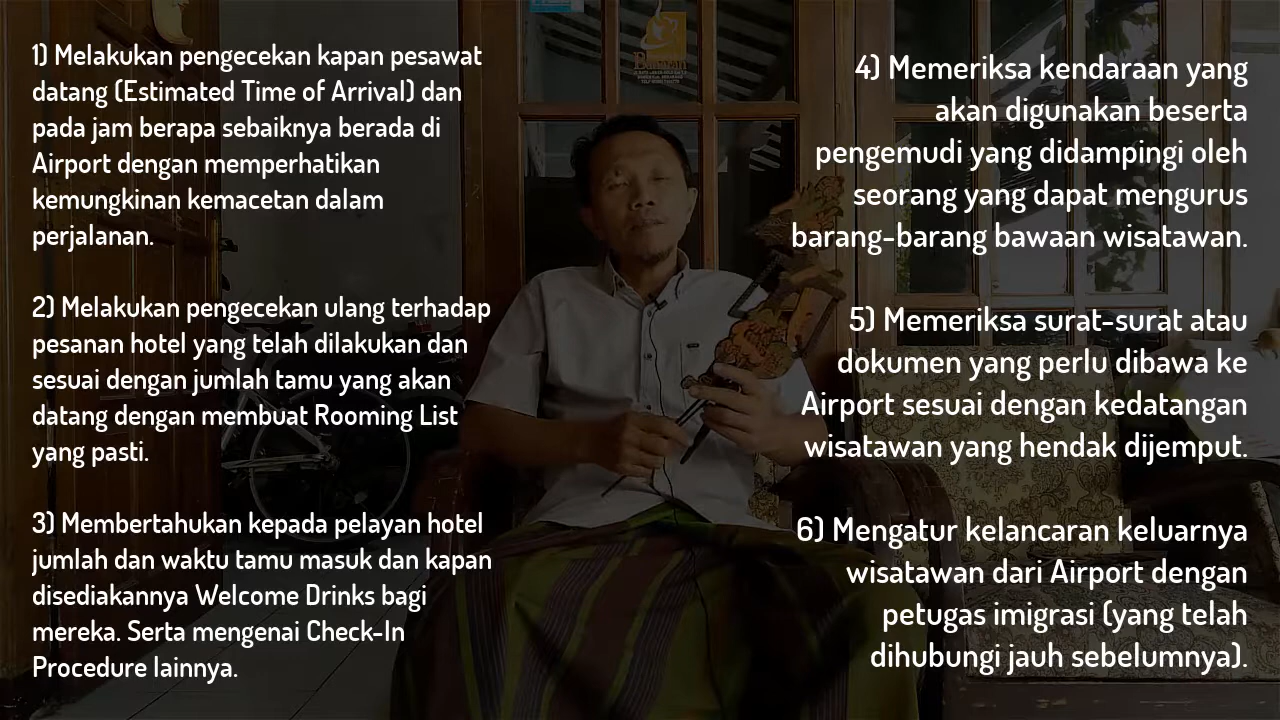 1) Melakukan pengecekan kapan pesawat
datang (Estimated Time of Arrival) dan
pada jam berapa sebaiknya berada di
Airport dengan memperhatikan
kemungkinan kemacetan dalam
perjalanan.
2) Melakukan pengecekan ulang terhadap
pesanan hotel yang telah dilakukan dan
sesuai dengan jumlah tamu yang akan
datang dengan membuat Rooming List
yang pasti.
3) Membertahukan kepada pelayan hotel
jumlah dan waktu tamu masuk dan kapan
disediakannya Welcome Drinks bagi
mereka. Serta mengenai Check-In
Procedure lainnya.
4) Memeriksa kendaraan yang
akan digunakan beserta
pengemudi yang didampingi oleh
seorang yang dapat mengurus
barang-barang bawaan wisatawan.
5) Memeriksa surat-surat atau
dokumen yang perlu dibawa ke
Airport sesuai dengan kedatangan
wisatawan yang hendak dijemput.
6) Mengatur kelancaran keluarnya
wisatawan dari Airport dengan
petugas imigrasi (yang telah
dihubungi jauh sebelumnya).